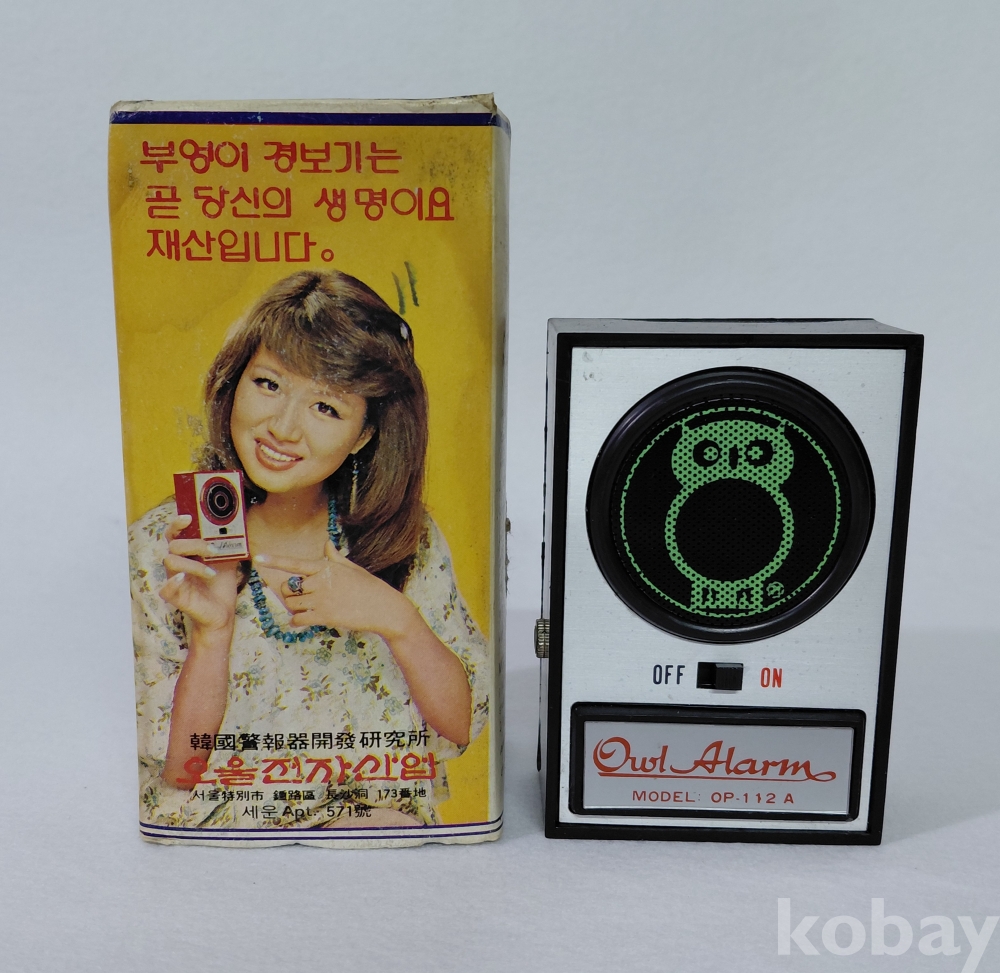 부엉이 경보기는
곧 당신의 생명이요
재산입니다。
韓國警報器開發研究所
오울전자산업
서울特別市 鍾路區 長沙洞 173番地
세운 Apt. 571號
OFF ON
Owl Alarm
MODEL: OP-112 A
kobay